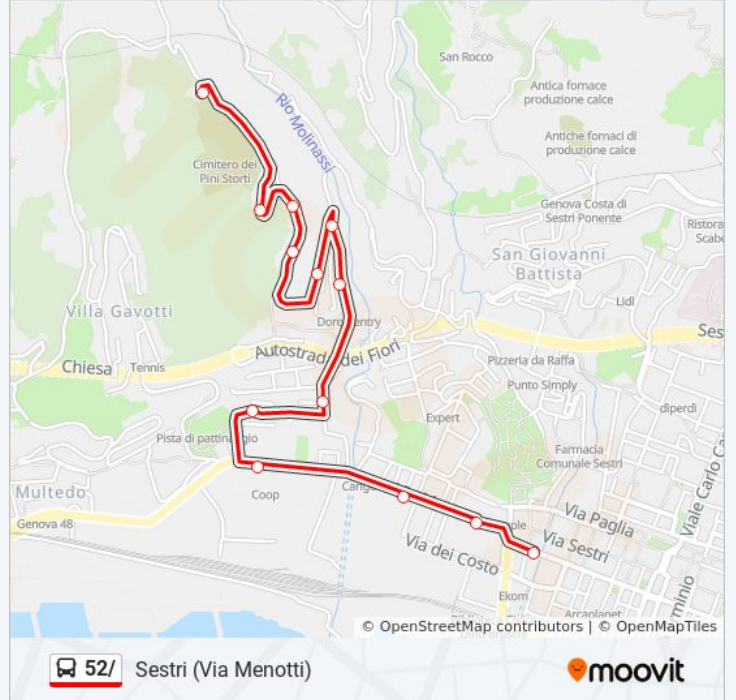 San Rocco
Antica fornace
produzione calce
Rio Molinassi
Antiche fornaci di
produzione calce
Cimitero dei
Pini Storti
Genova Costa di
Sestri Ponente
San Giovanni
Battista
Villa Gavotti
Lidl
Autostrada dei Fiori
Chiesa
Tennis
Pizzeria da Raffa
Punto Simply
diperdì
Expert
Pista di pattinaggio
Farmacia
Comunale Sestri
Multedo
Coop
Genova 48
Via Paglia
Via Sestri
Via dei Costo
Ekom
Arcaplanet
© OpenStreetMap contributors | © OpenMapTiles
52/ Sestri (Via Menotti)
moovit